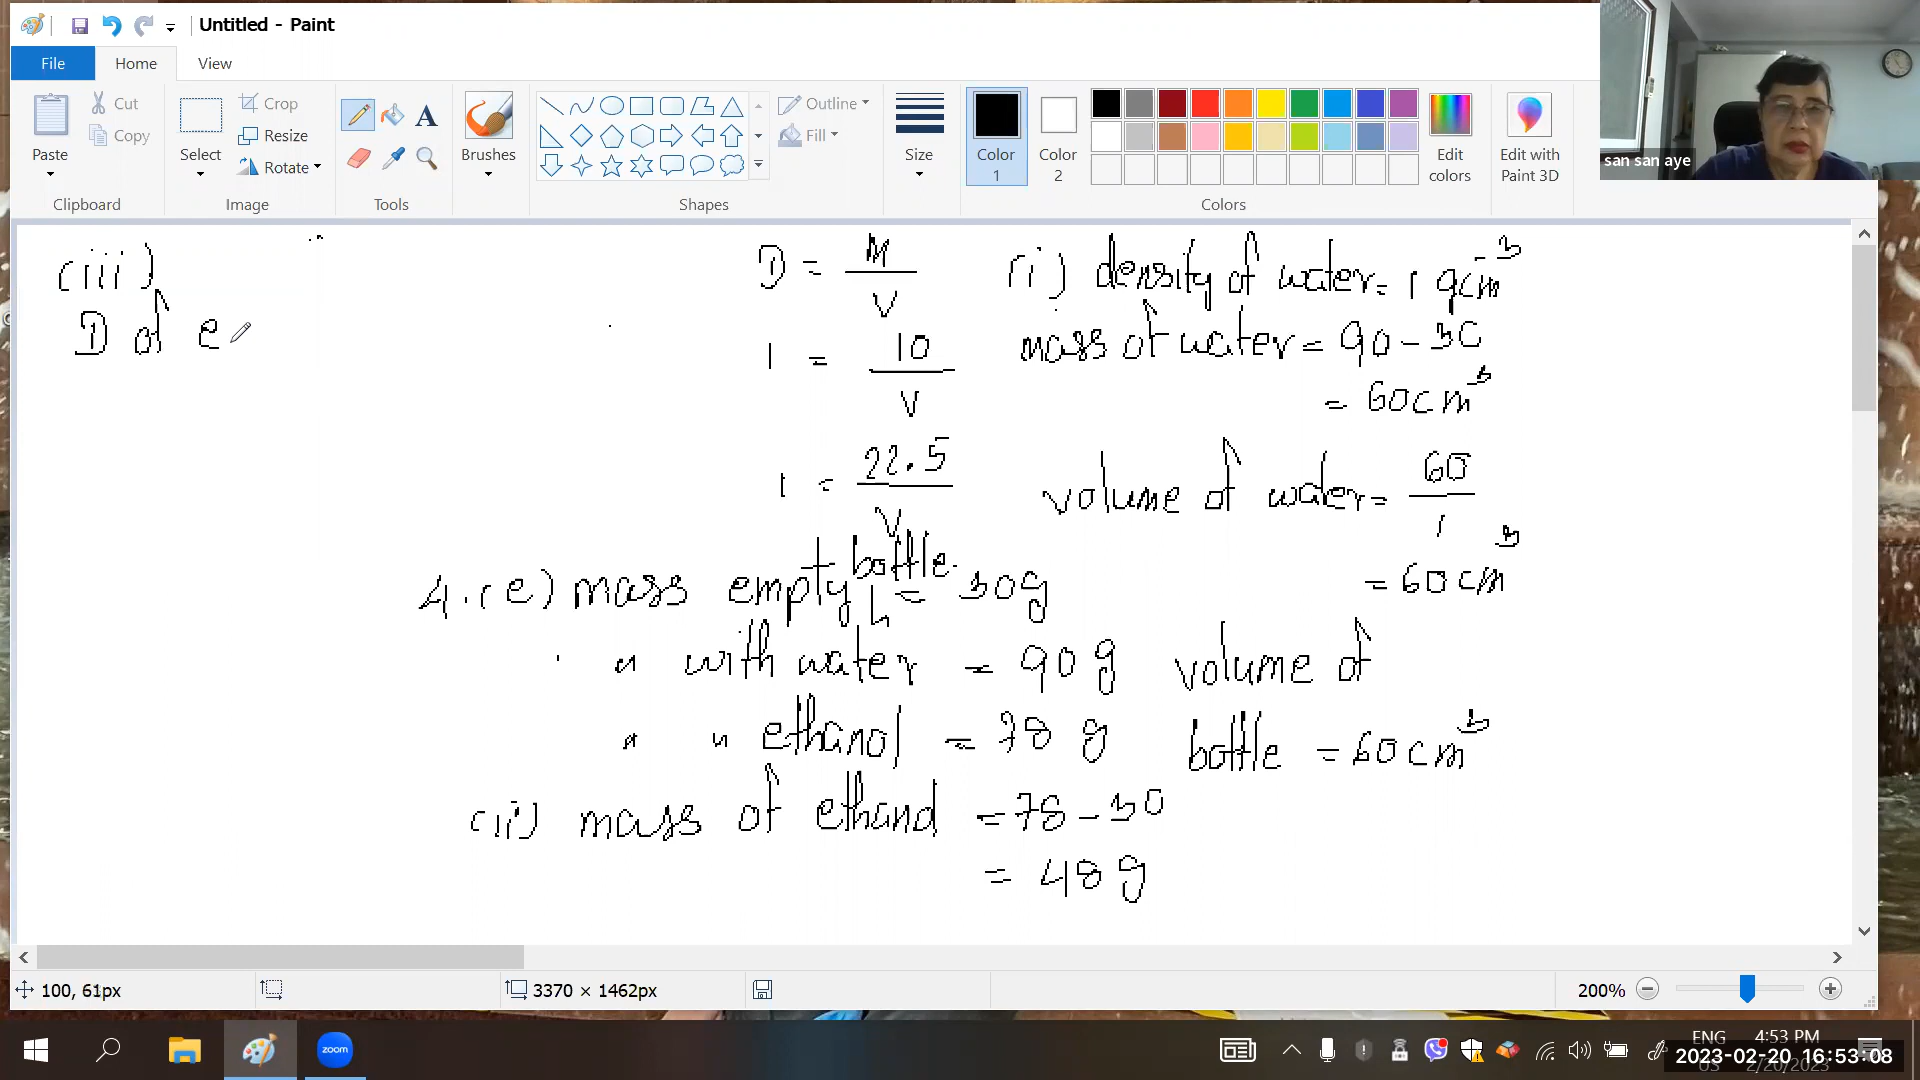 Untitled - Paint
File Home View
Cut
Copy
Paste
Clipboard
Select
Crop
Resize
Rotate
Image
Tools
Brushes
Shapes
Outline
Fill
Size
Color 1
Color 2
Edit colors
Edit with Paint 3D
Colors
san san aye
(iii)
D of e
D = M / V
1 = 10 / V
1 = 22.5 / V
(i) density of water = 1 gcm-3
mass of water = 90 - 30
= 60cm3
volume of water = 60 / 1
= 60 cm3
4.(e) mass empty bottle = 30g
" with water = 90 g
" " ethanol = 78 g
volume of
bottle = 60 cm3
(ii) mass of ethanol = 78 - 30
= 48 g
100, 61px
3370 × 1462px
200%
zoom
ENG
4:53 PM
US
2/20/2023
2023-02-20 16:53:08